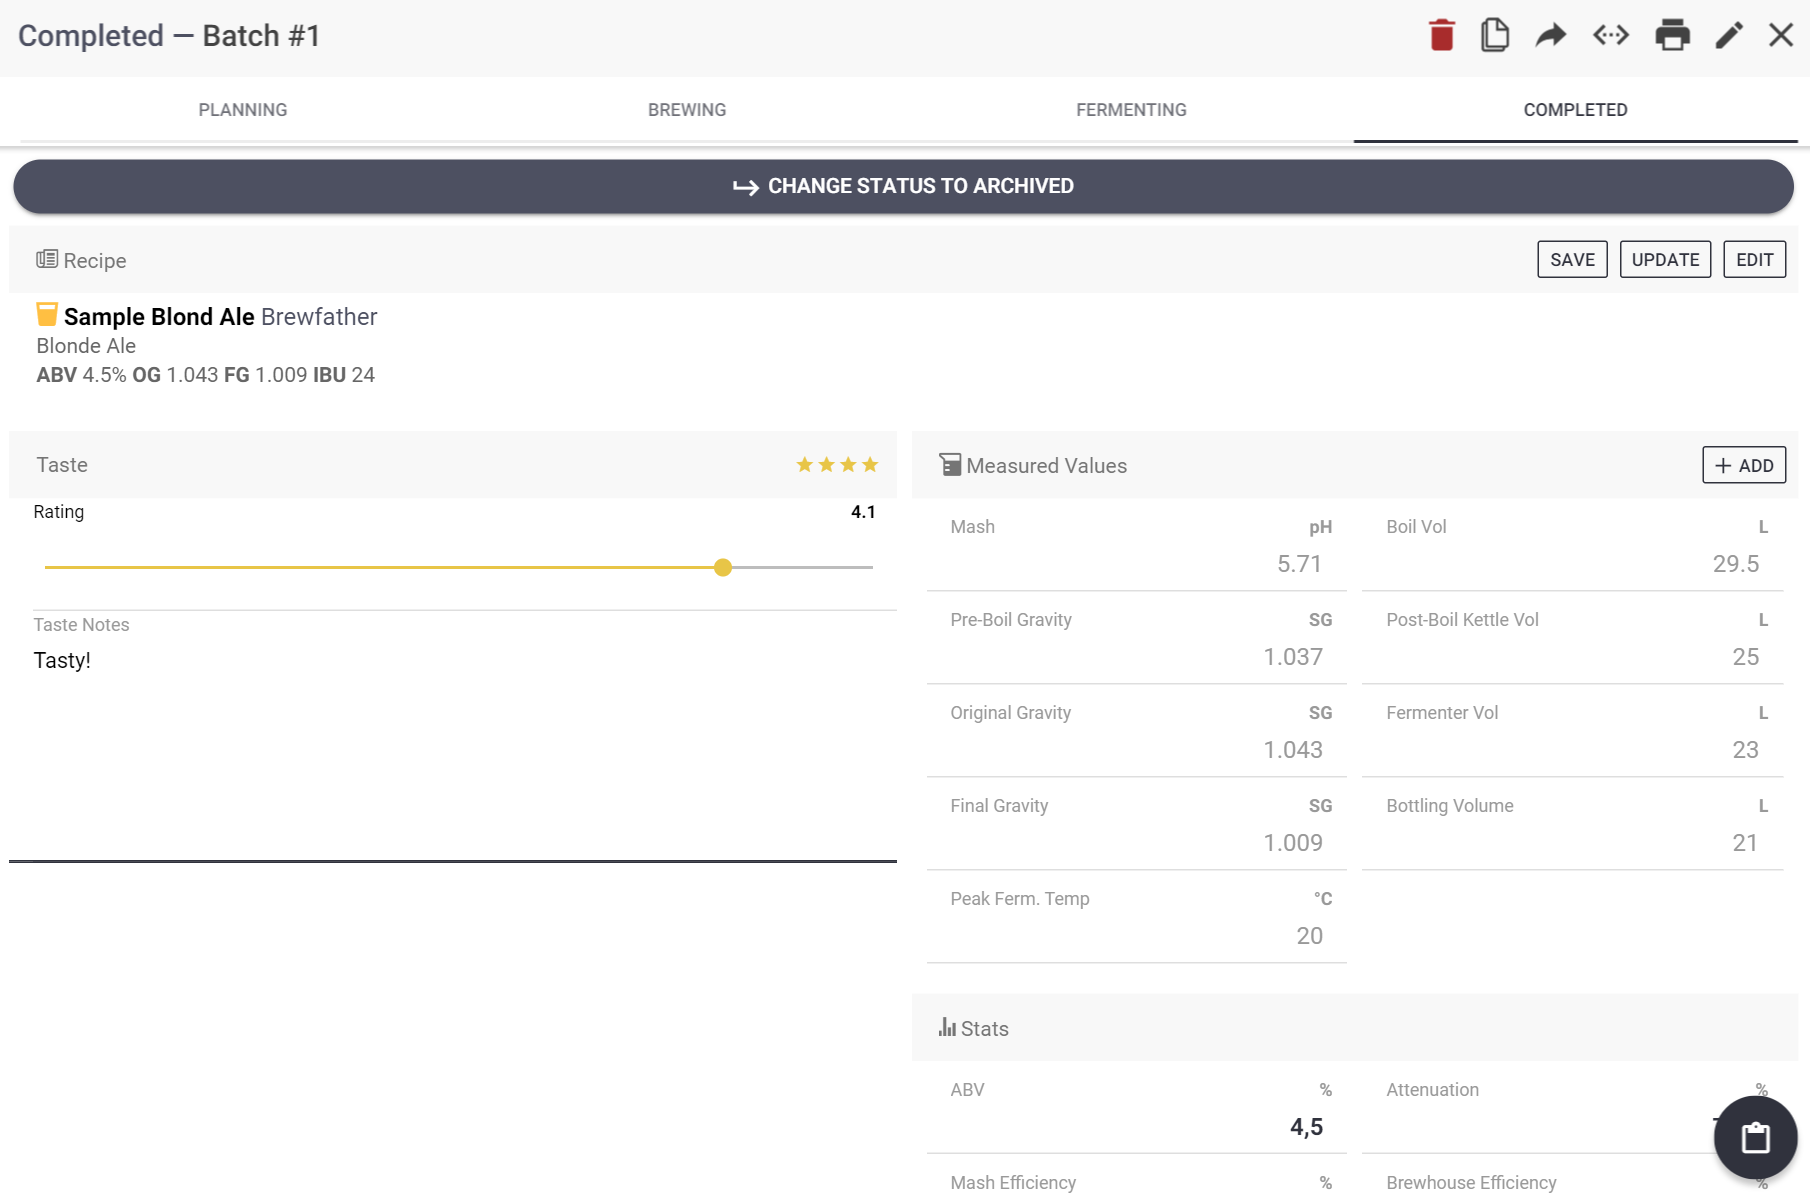 Completed — Batch #1
PLANNING
BREWING
FERMENTING
COMPLETED
CHANGE STATUS TO ARCHIVED
Recipe
SAVE
UPDATE
EDIT
Sample Blond Ale Brewfather
Blonde Ale
ABV 4.5% OG 1.043 FG 1.009 IBU 24
Taste
Rating 4.1
Taste Notes
Tasty!
Measured Values
+ ADD
Mash pH
5.71
Boil Vol L
29.5
Pre-Boil Gravity SG
1.037
Post-Boil Kettle Vol L
25
Original Gravity SG
1.043
Fermenter Vol L
23
Final Gravity SG
1.009
Bottling Volume L
21
Peak Ferm. Temp °C
20
Stats
ABV %
4,5
Attenuation %
Mash Efficiency %
Brewhouse Efficiency %